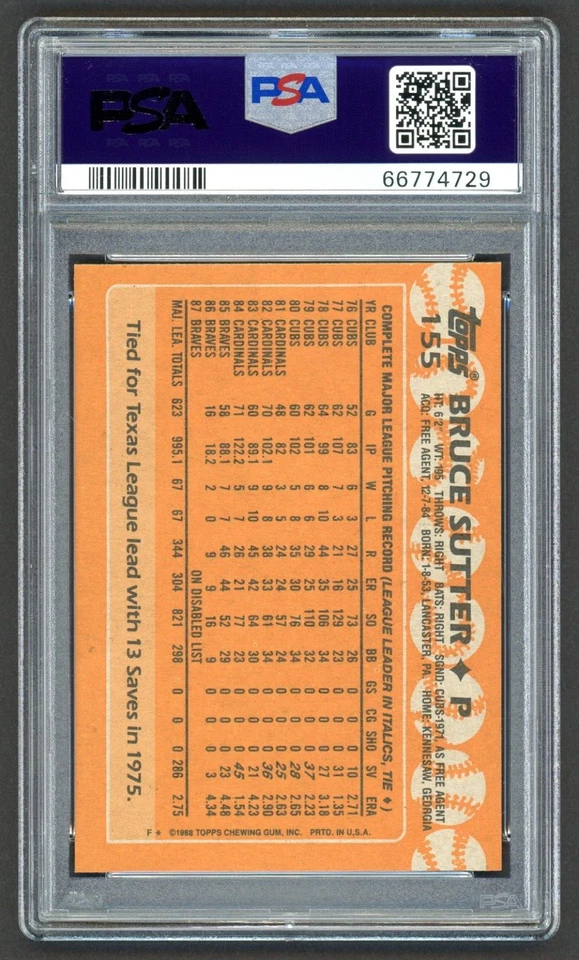 PSA
PSA
66774729
topps® BRUCE SUTTER ♦ P
155
HT: 6'2" WT: 195 THROWS: RIGHT BATS: RIGHT SGND: CUBS-1971, AS FREE AGENT
ACQ: FREE AGENT, 12-7-84 BORN: 1-8-53, LANCASTER, PA. HOME: KENNESAW, GEORGIA
COMPLETE MAJOR LEAGUE PITCHING RECORD (LEAGUE LEADER IN ITALICS, TIE ♦)
YR CLUB G IP W L R ER SO BB GS CG SHO SV ERA
76 CUBS 52 83 6 3 27 25 73 26 0 0 0 10 2.71
77 CUBS 62 107 7 3 21 16 129 23 0 0 0 31 1.35
78 CUBS 64 99 8 10 44 35 106 34 0 0 0 27 3.18
79 CUBS 62 101 6 6 29 25 110 32 0 0 0 37 2.23
80 CUBS 60 102 5 8 35 30 76 34 0 0 0 28 2.65
81 CARDINALS 48 82 3 5 24 24 57 24 0 0 0 25 2.63
82 CARDINALS 70 102.1 9 8 38 33 61 34 0 0 0 36 2.90
83 CARDINALS 60 89.1 9 10 45 42 64 30 0 0 0 21 4.23
84 CARDINALS 71 122.2 5 7 26 21 77 23 0 0 0 45 1.54
85 BRAVES 58 88.1 7 7 46 44 52 29 0 0 0 23 4.48
86 BRAVES 16 18.2 2 0 9 9 16 9 0 0 0 3 4.34
87 BRAVES ON DISABLED LIST
MAJ. LEA. TOTALS 623 995.1 67 67 344 304 821 298 0 0 0 286 2.75
F * ©1988 TOPPS CHEWING GUM, INC. PRTD. IN U.S.A.
Tied for Texas League lead with 13 Saves in 1975.
PSA